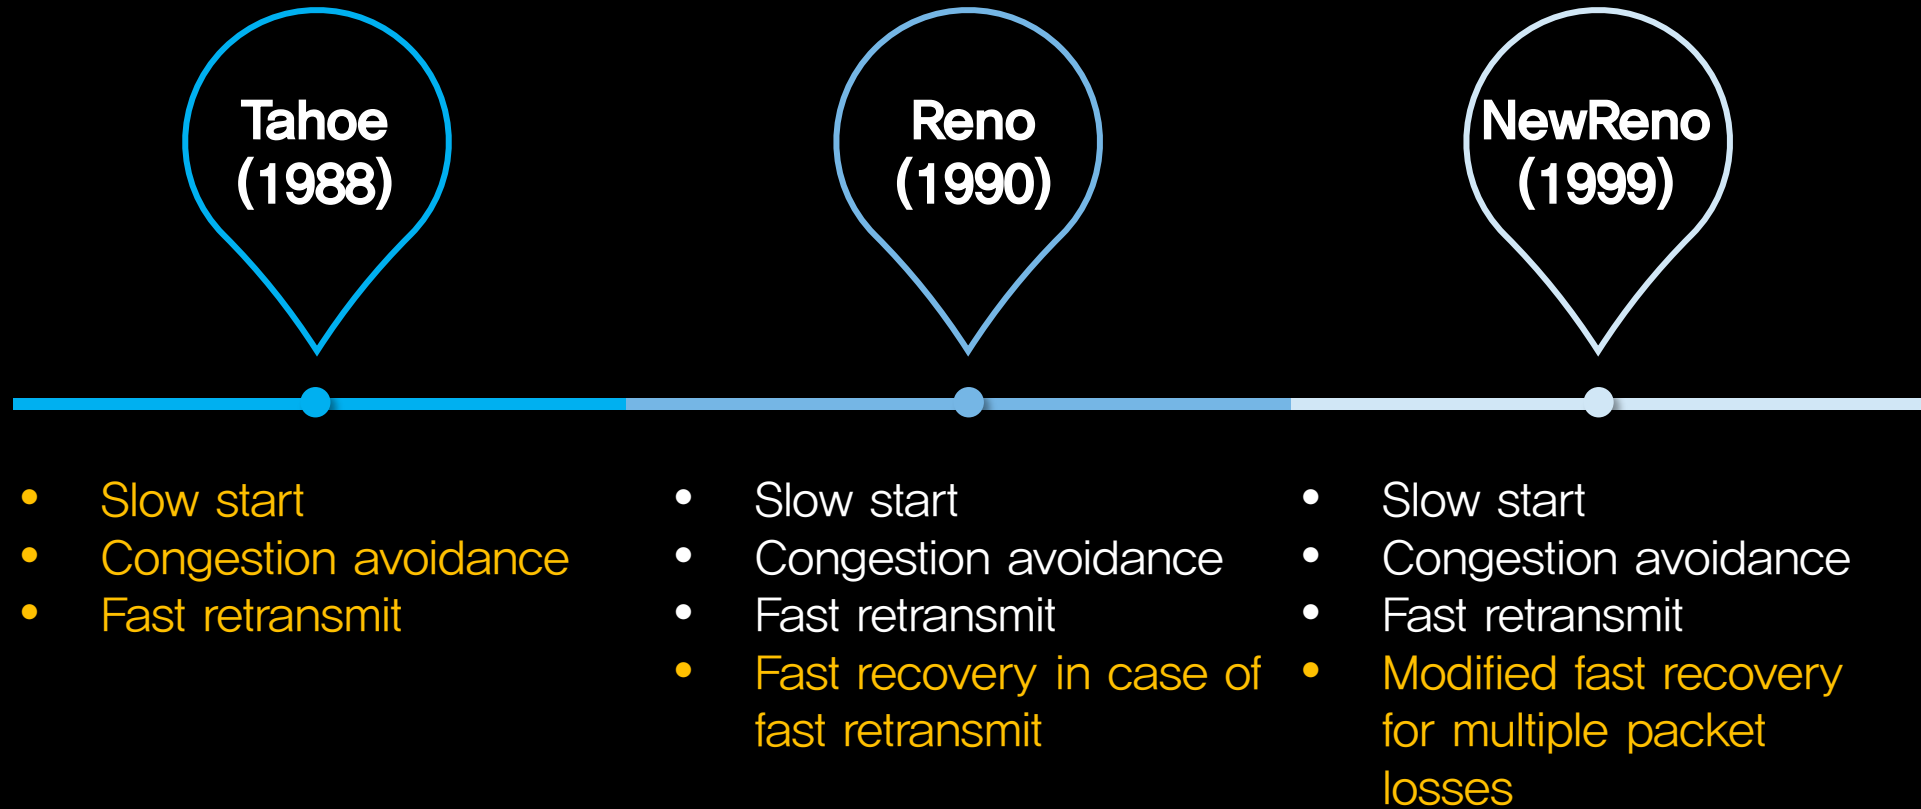 Tahoe
(1988)
Reno
(1990)
NewReno
(1999)
• Slow start
• Congestion avoidance
• Fast retransmit
• Slow start
• Congestion avoidance
• Fast retransmit
• Fast recovery in case of
fast retransmit
• Slow start
• Congestion avoidance
• Fast retransmit
• Modified fast recovery
for multiple packet
losses